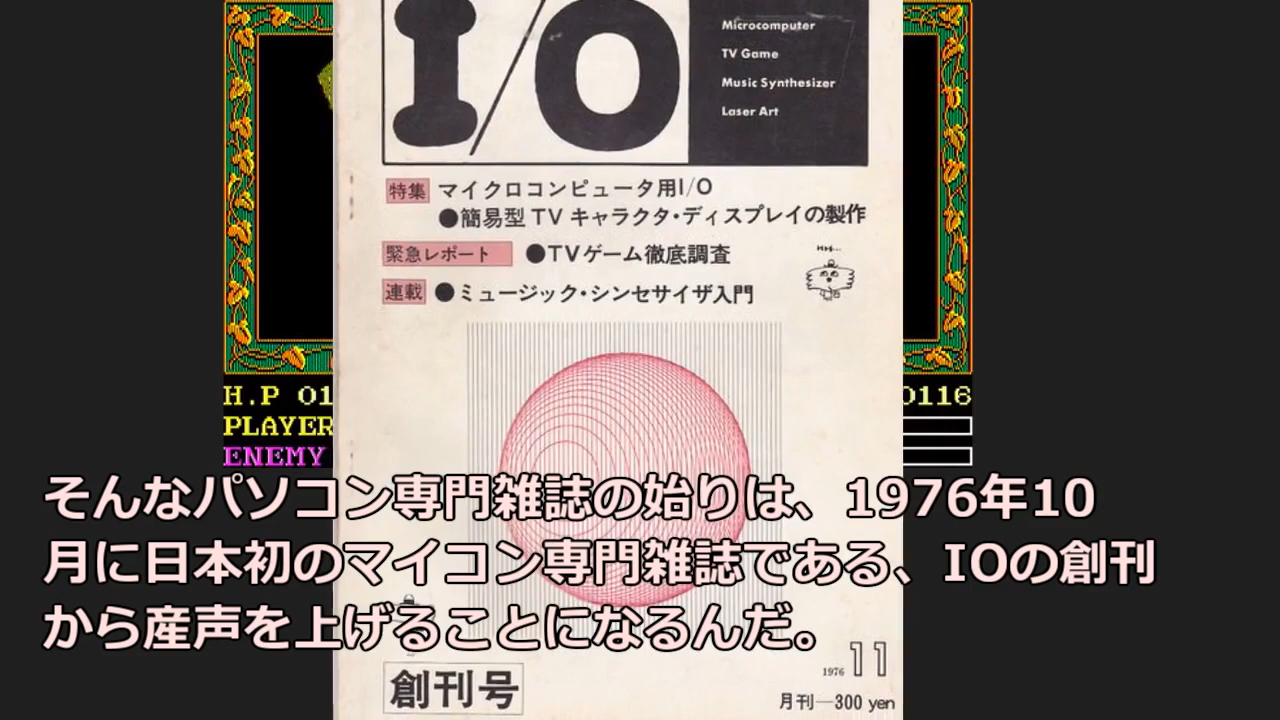 I/O
Microcomputer
TV Game
Music Synthesizer
Laser Art
特集 マイクロコンピュータ用I/O
●簡易型TVキャラクタ・ディスプレイの製作
緊急レポート ●TVゲーム徹底調査
連載 ●ミュージック・シンセサイザ入門
H.P 01
0116
PLAYER
ENEMY
そんなパソコン専門雑誌の始りは、1976年10
月に日本初のマイコン専門雑誌である、IOの創刊
から産声を上げることになるんだ。
1976 11
創刊号
月刊—300 yen